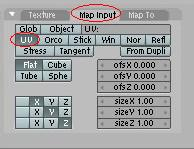 Texture Map Input Map To
Glob Object OB:
UV Orco Stick Win Nor Refl
Stress Tangent From Dupli
Flat Cube ofsX 0.000
Tube Sphe ofsY 0.000
ofsZ 0.000
X Y Z sizeX 1.00
X Y Z sizeY 1.00
X Y Z sizeZ 1.00